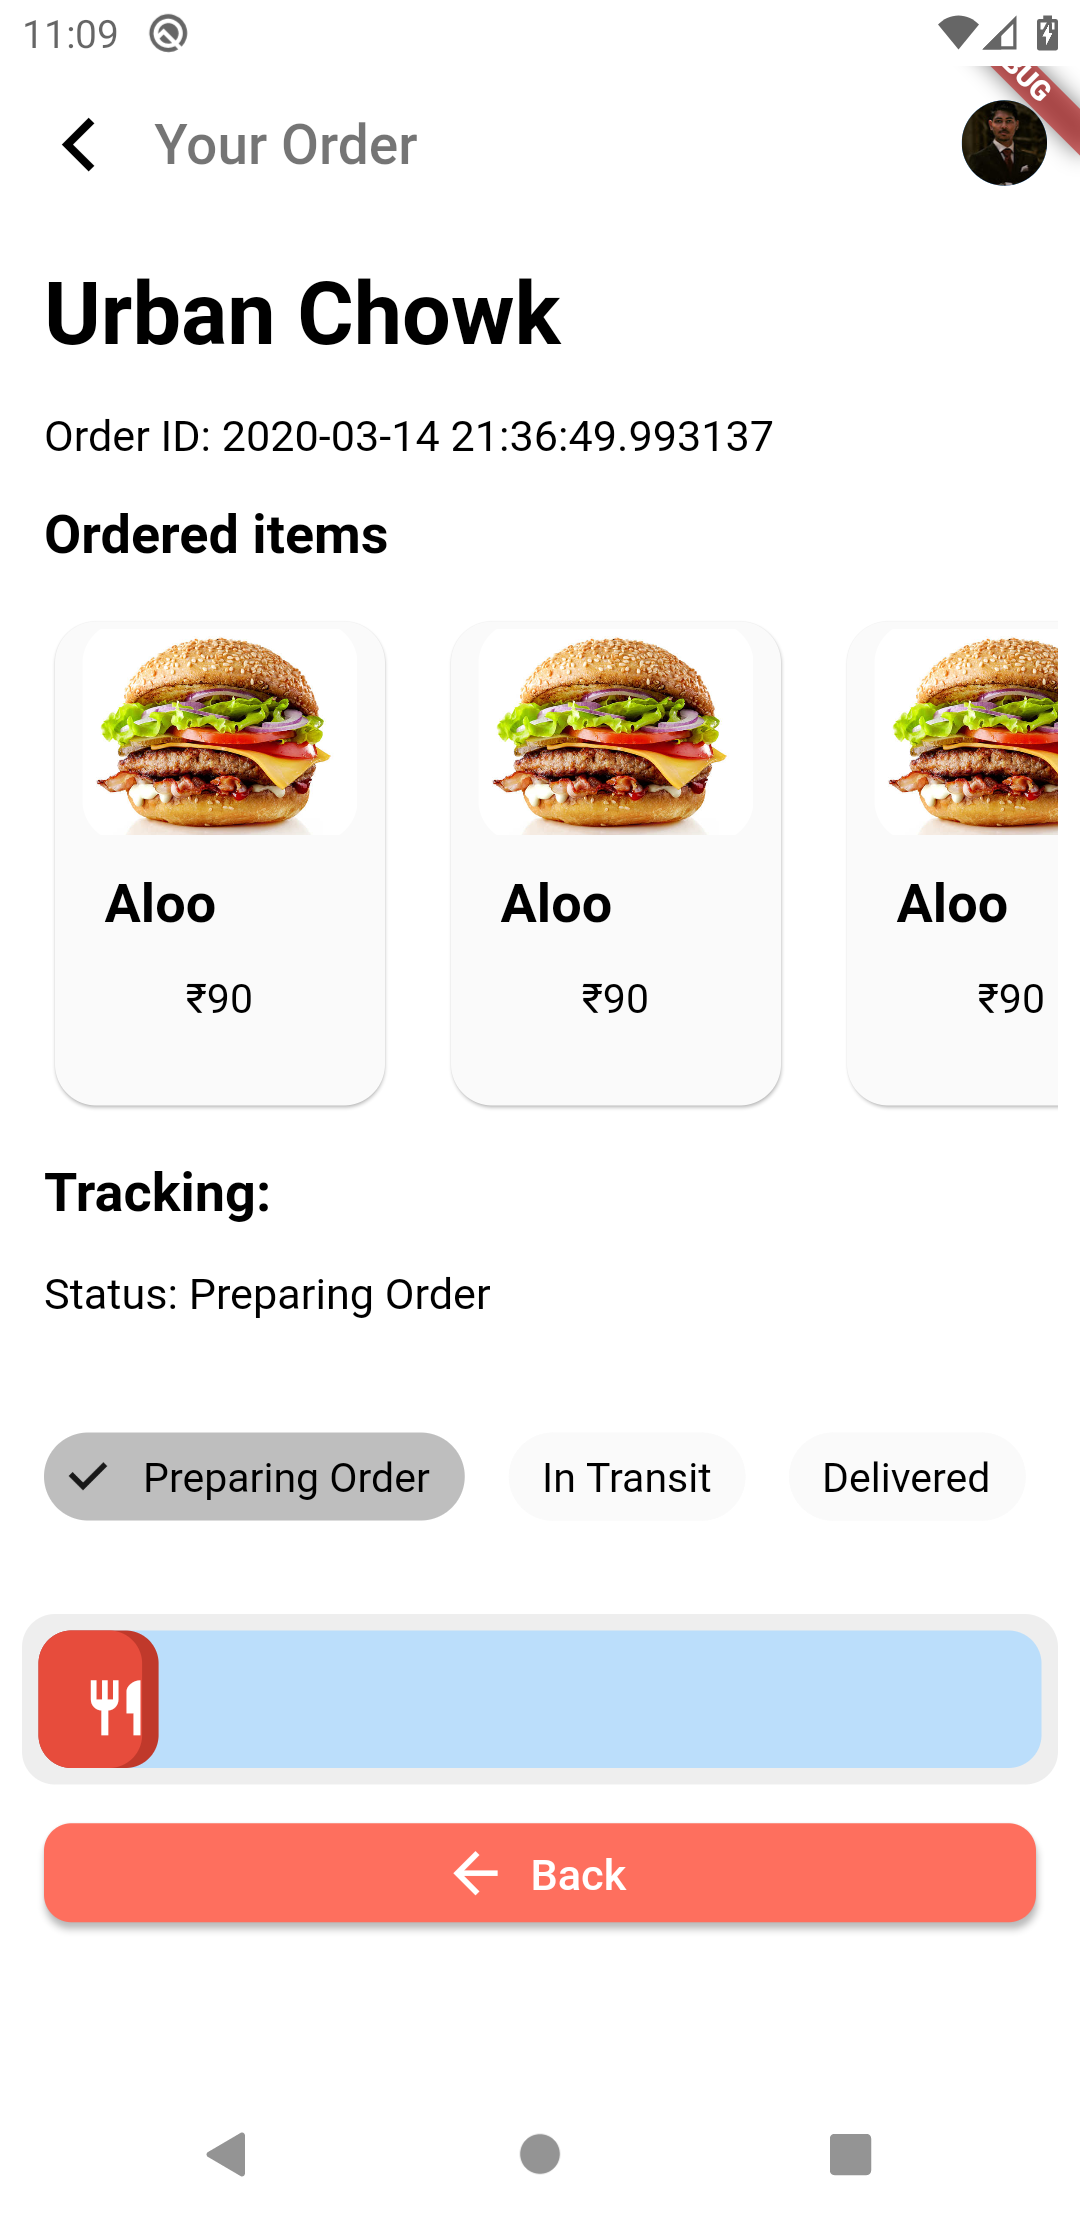 11:09
Your Order
Urban Chowk
Order ID: 2020-03-14 21:36:49.993137
Ordered items
Aloo
Aloo
Aloo
₹90
₹90
₹90
Tracking:
Status: Preparing Order
Preparing Order
In Transit
Delivered
Back